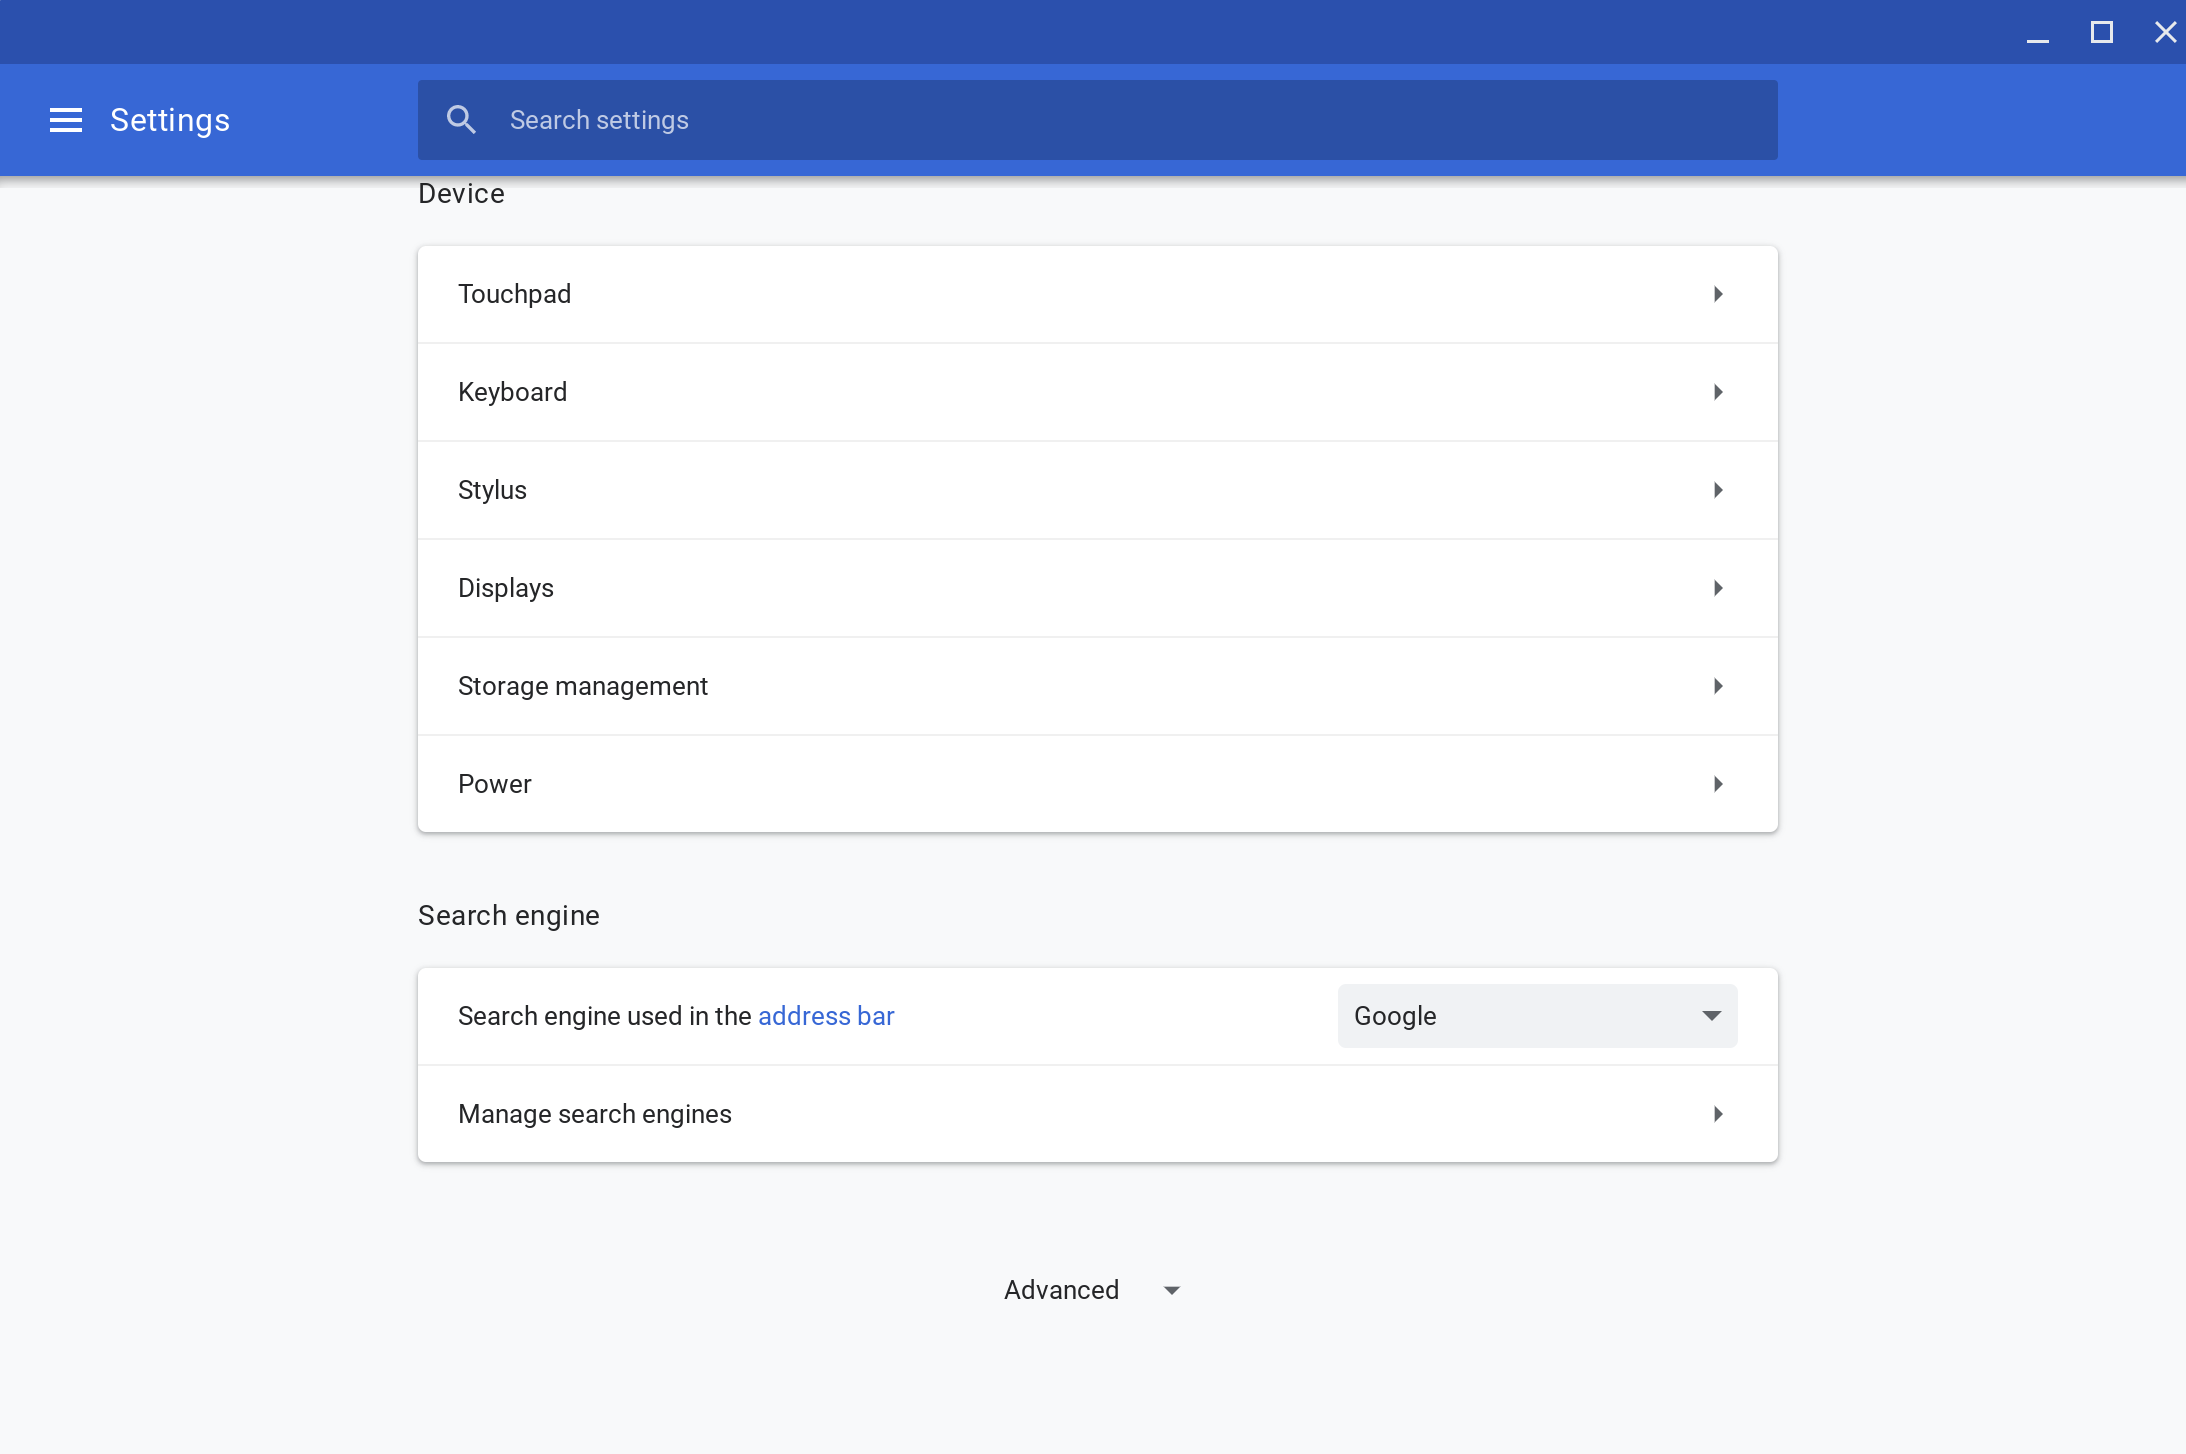 Settings
Search settings
Device
Touchpad
Keyboard
Stylus
Displays
Storage management
Power
Search engine
Search engine used in the address bar
Google
Manage search engines
Advanced